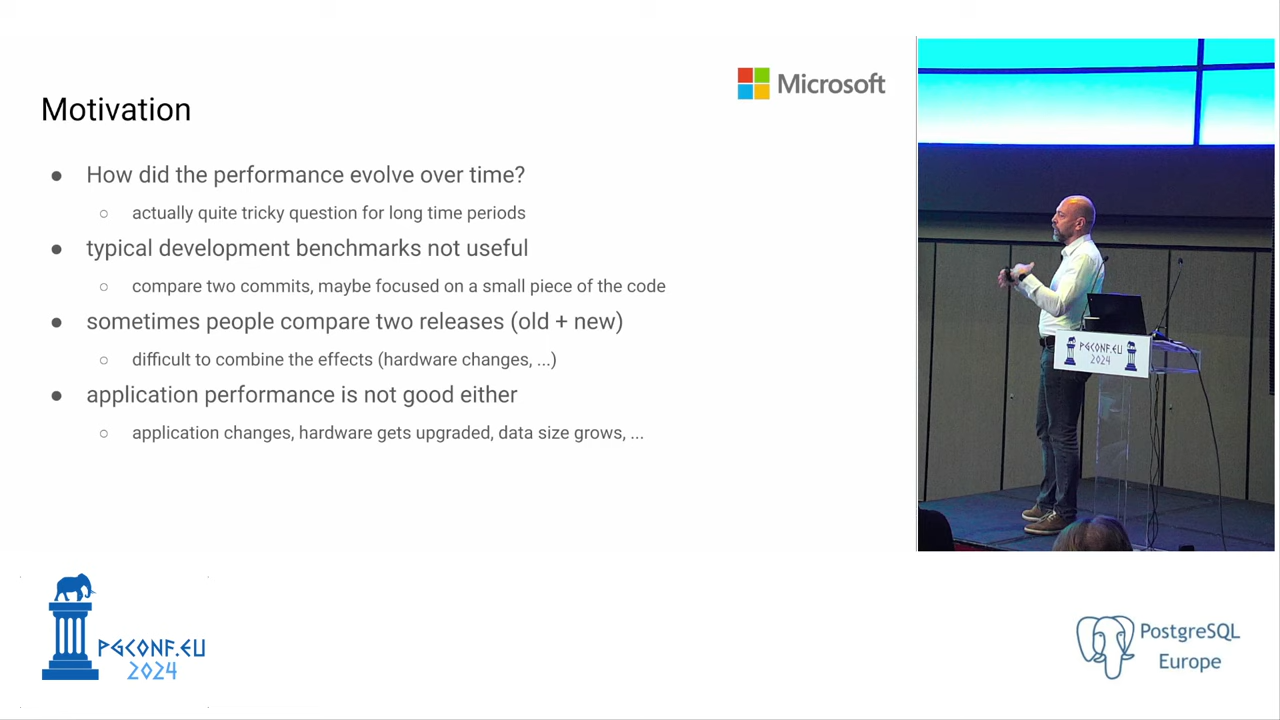 Microsoft
Motivation
● How did the performance evolve over time?
○ actually quite tricky question for long time periods
● typical development benchmarks not useful
○ compare two commits, maybe focused on a small piece of the code
● sometimes people compare two releases (old + new)
○ difficult to combine the effects (hardware changes, ...)
● application performance is not good either
○ application changes, hardware gets upgraded, data size grows, ...
PGCONF.EU
2024
PGCONF.EU
2024
PostgreSQL
Europe